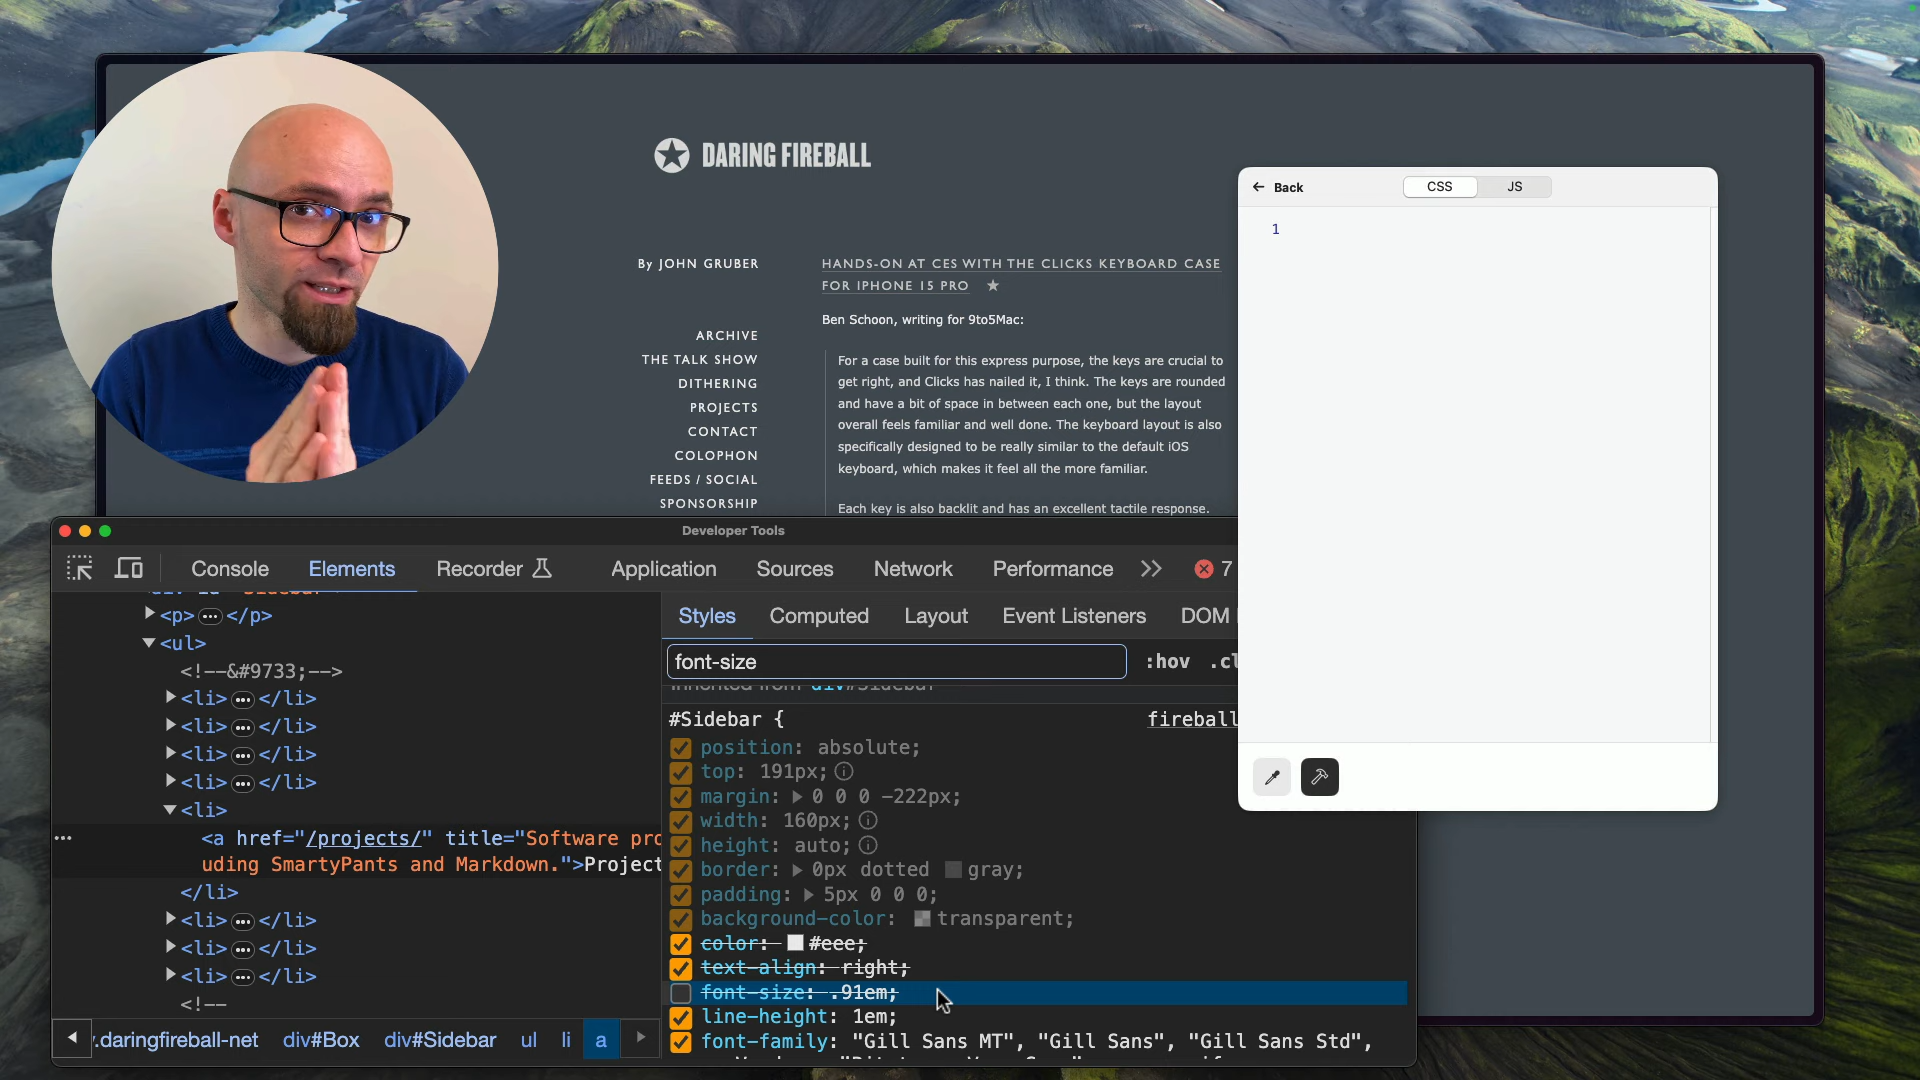 DARING FIREBALL
By JOHN GRUBER
ARCHIVE
THE TALK SHOW
DITHERING
PROJECTS
CONTACT
COLOPHON
FEEDS / SOCIAL
SPONSORSHIP
HANDS-ON AT CES WITH THE CLICKS KEYBOARD CASE
FOR IPHONE 15 PRO ★
Ben Schoon, writing for 9to5Mac:
For a case built for this express purpose, the keys are crucial to
get right, and Clicks has nailed it, I think. The keys are rounded
and have a bit of space in between each one, but the layout
overall feels familiar and well done. The keyboard layout is also
specifically designed to be really similar to the default iOS
keyboard, which makes it feel all the more familiar.
Each key is also backlit and has an excellent tactile response.
← Back
CSS
JS
1
Developer Tools
Console Elements Recorder Application Sources Network Performance 7
<p> ••• </p>
<ul>
<!--&#9733;-->
<li> ••• </li>
<li> ••• </li>
<li> ••• </li>
<li> ••• </li>
<li>
<a href="/projects/" title="Software pro
uding SmartyPants and Markdown.">Project
</li>
<li> ••• </li>
<li> ••• </li>
<li> ••• </li>
<!--
.daringfireball-net div#Box div#Sidebar ul li a
Styles Computed Layout Event Listeners DOM
font-size
:hov .cl
Inherited from div#Sidebar
#Sidebar {
fireball
position: absolute;
top: 191px;
margin: 0 0 0 -222px;
width: 160px;
height: auto;
border: 0px dotted gray;
padding: 5px 0 0 0;
background-color: transparent;
color: #eee;
text-align: right;
font-size: .91em;
line-height: 1em;
font-family: "Gill Sans MT", "Gill Sans", "Gill Sans Std",